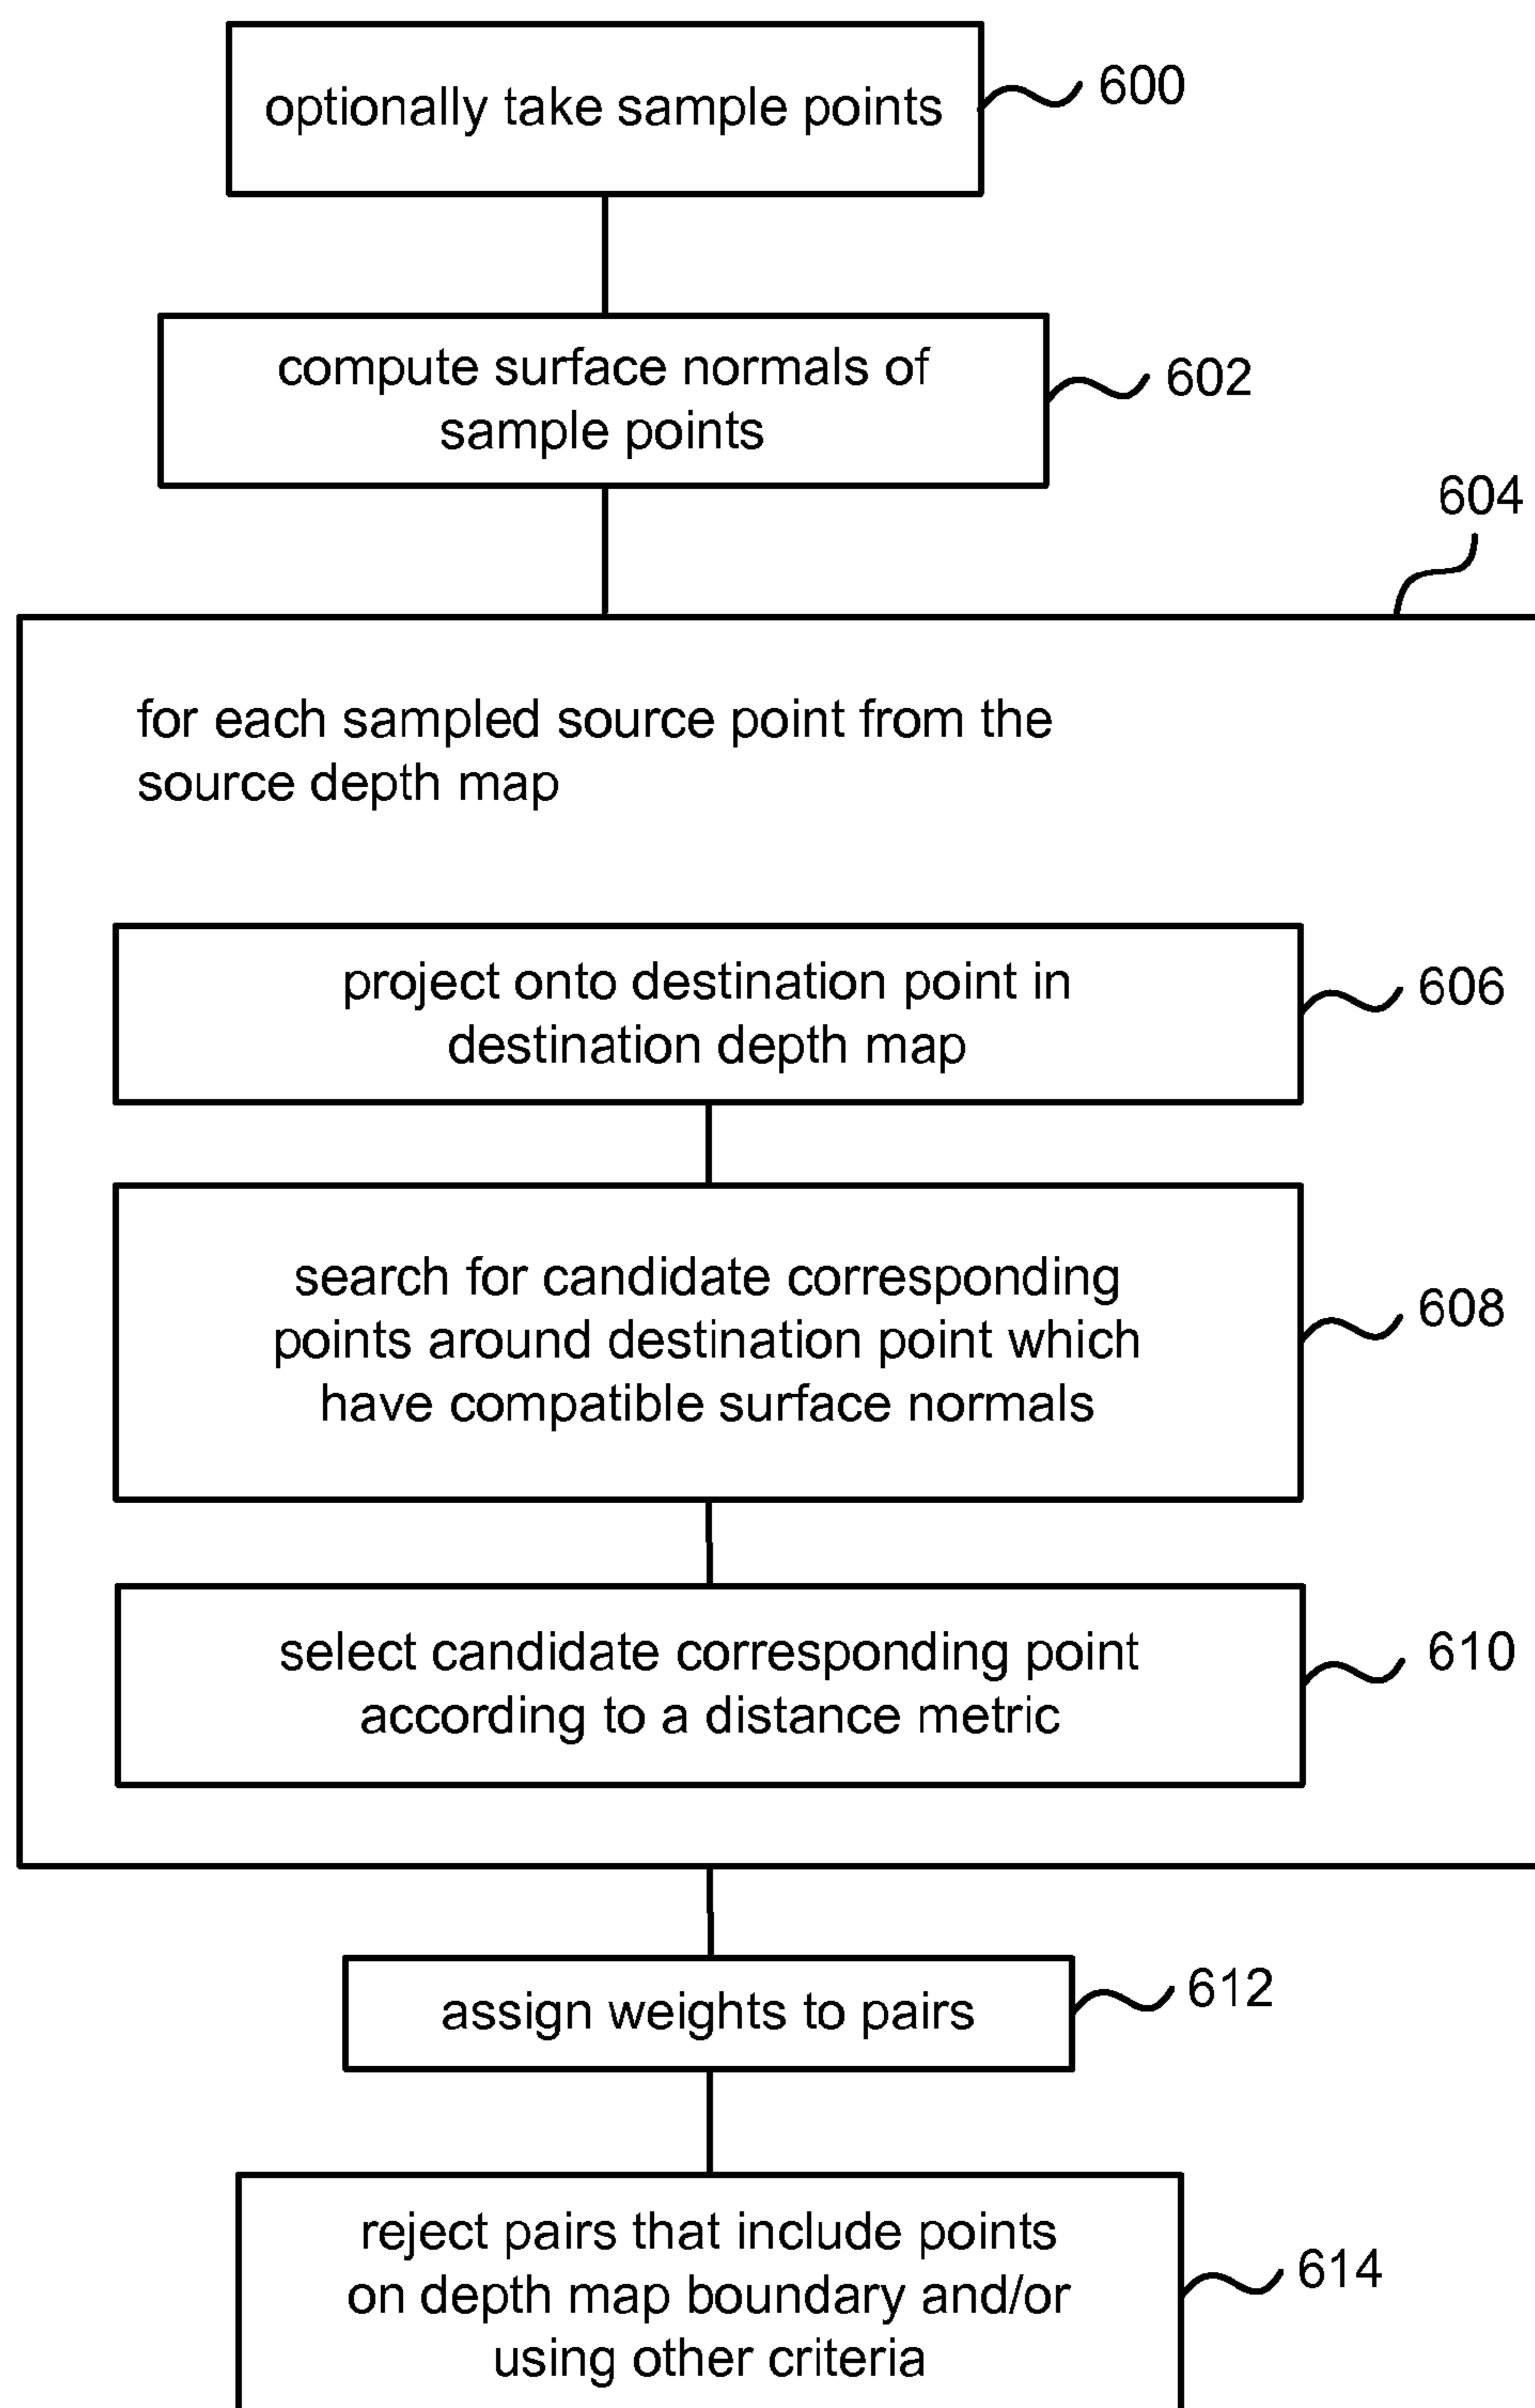 optionally take sample points
600
compute surface normals of
sample points
602
604
for each sampled source point from the
source depth map
project onto destination point in
destination depth map
606
search for candidate corresponding
points around destination point which
have compatible surface normals
608
select candidate corresponding point
according to a distance metric
610
assign weights to pairs
612
reject pairs that include points
on depth map boundary and/or
using other criteria
614